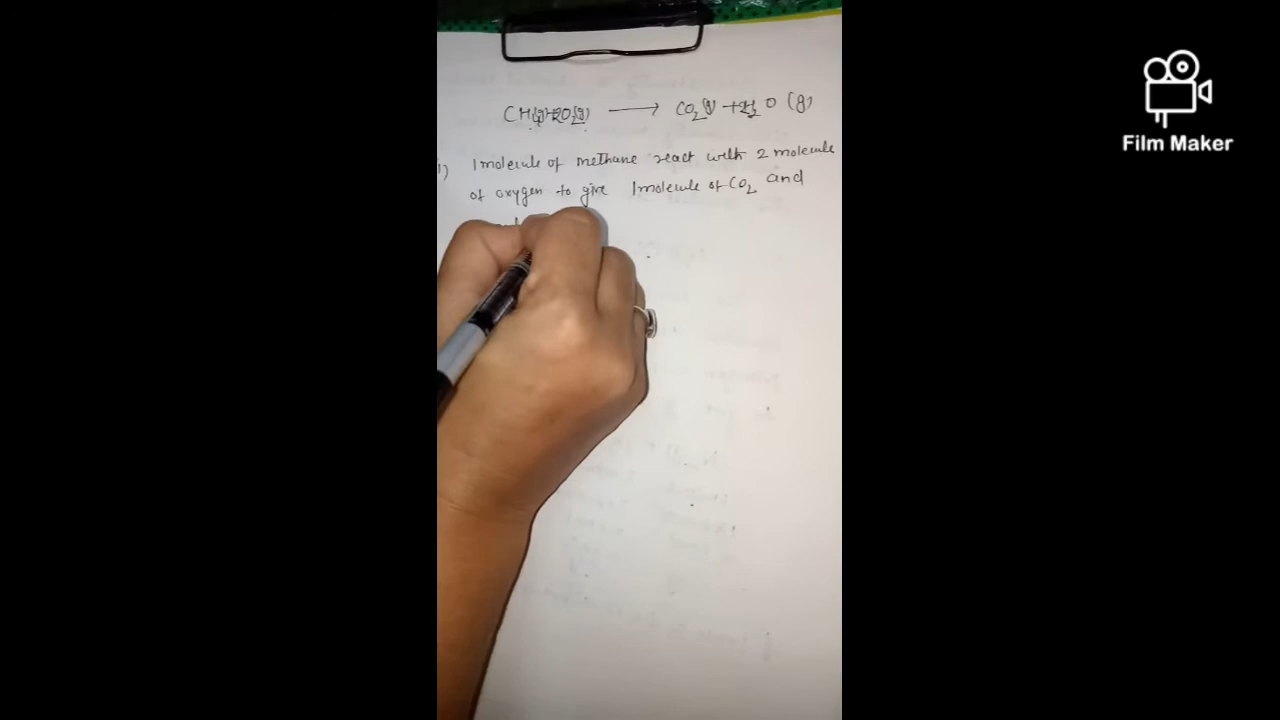 CH4(g)+2O2(g) ⟶ CO2(g) +2H2O (g)
1) 1 molecule of methane react with 2 molecule
of oxygen to give 1 molecule of CO2 and
Film Maker